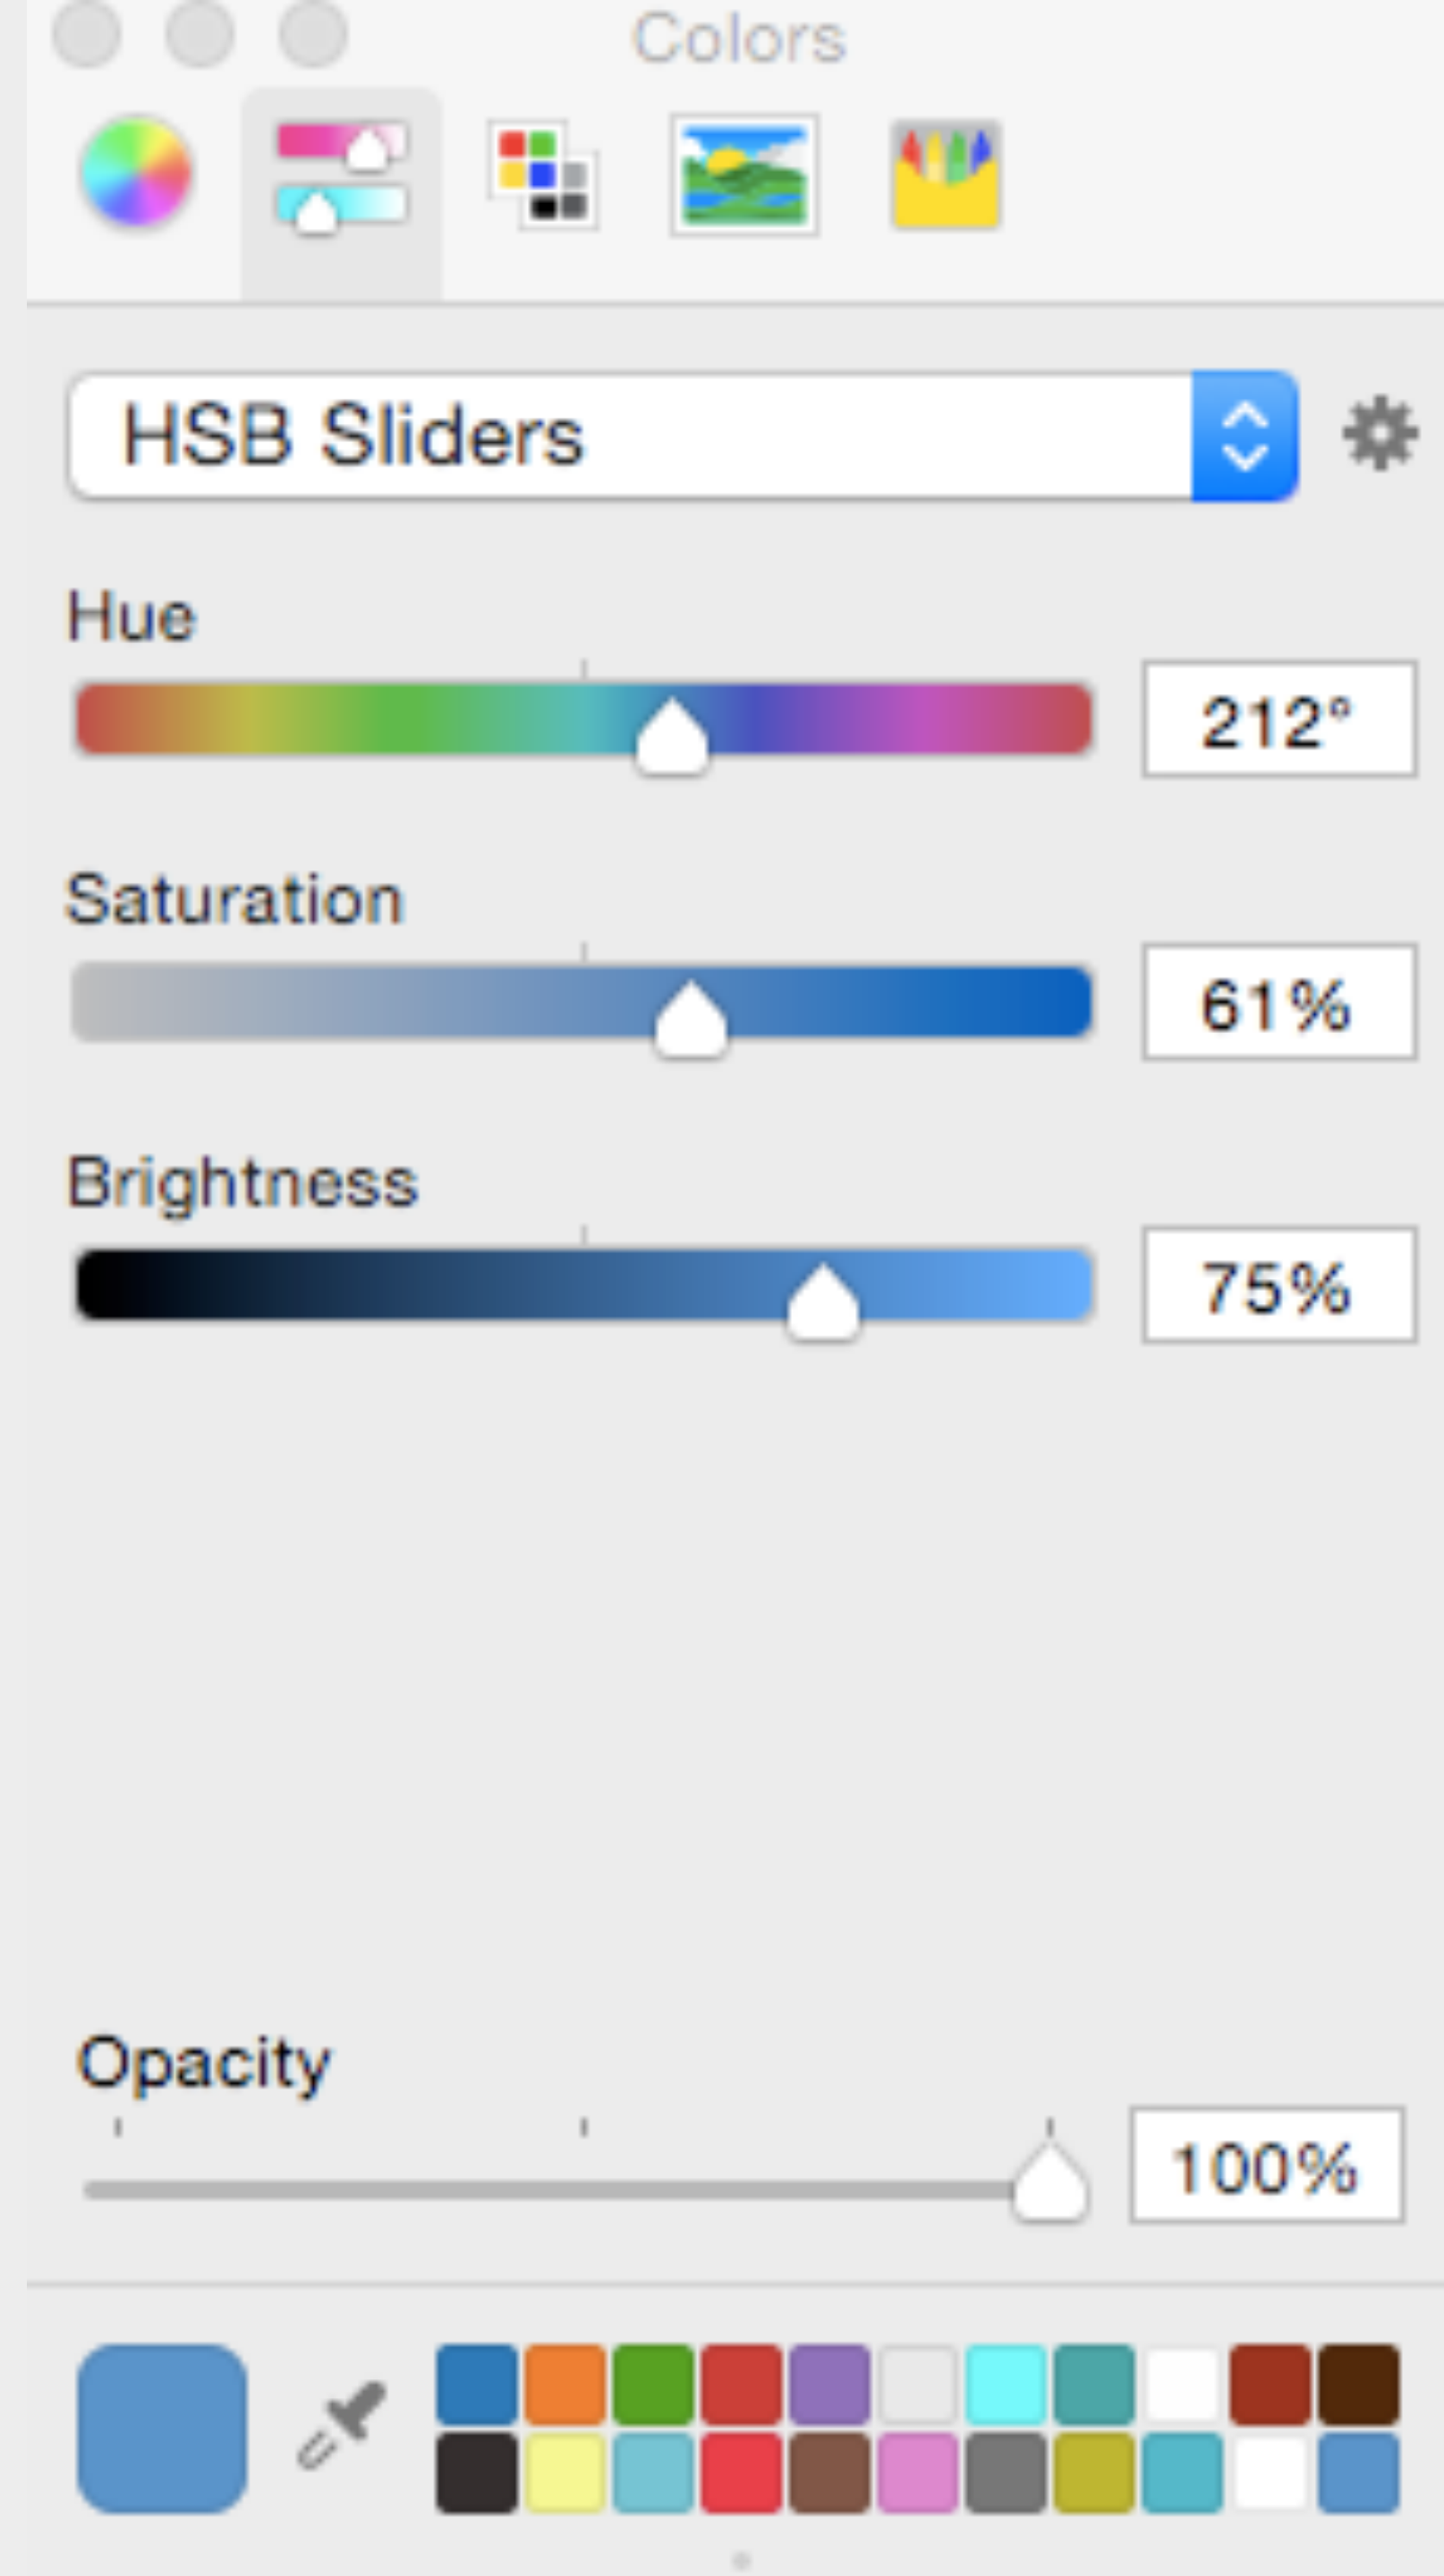 Colors
HSB Sliders
Hue
212°
Saturation
61%
Brightness
75%
Opacity
100%